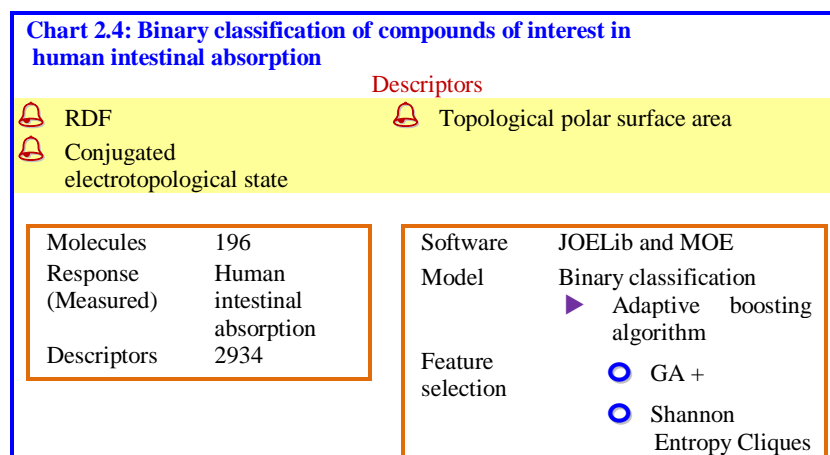 Chart 2.4: Binary classification of compounds of interest in
human intestinal absorption
Descriptors
RDF
Topological polar surface area
Conjugated
electrotopological state
Molecules 196
Response Human
(Measured) intestinal
absorption
Descriptors 2934
Software JOELib and MOE
Model Binary classification
Adaptive boosting
algorithm
Feature
selection
GA +
Shannon
Entropy Cliques